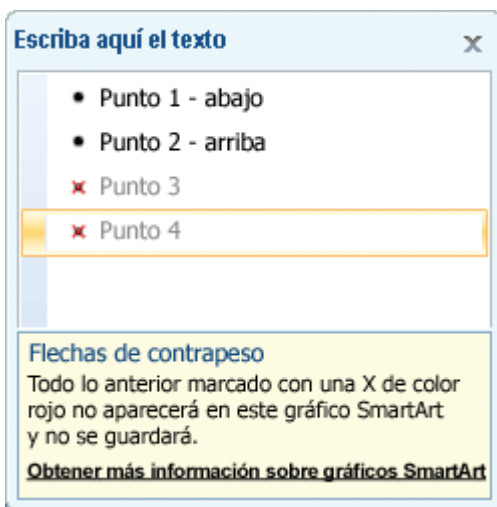 Escriba aquí el texto
Punto 1 - abajo
Punto 2 - arriba
Punto 3
Punto 4
Flechas de contrapeso
Todo lo anterior marcado con una X de color
rojo no aparecerá en este gráfico SmartArt
y no se guardará.
Obtener más información sobre gráficos SmartArt